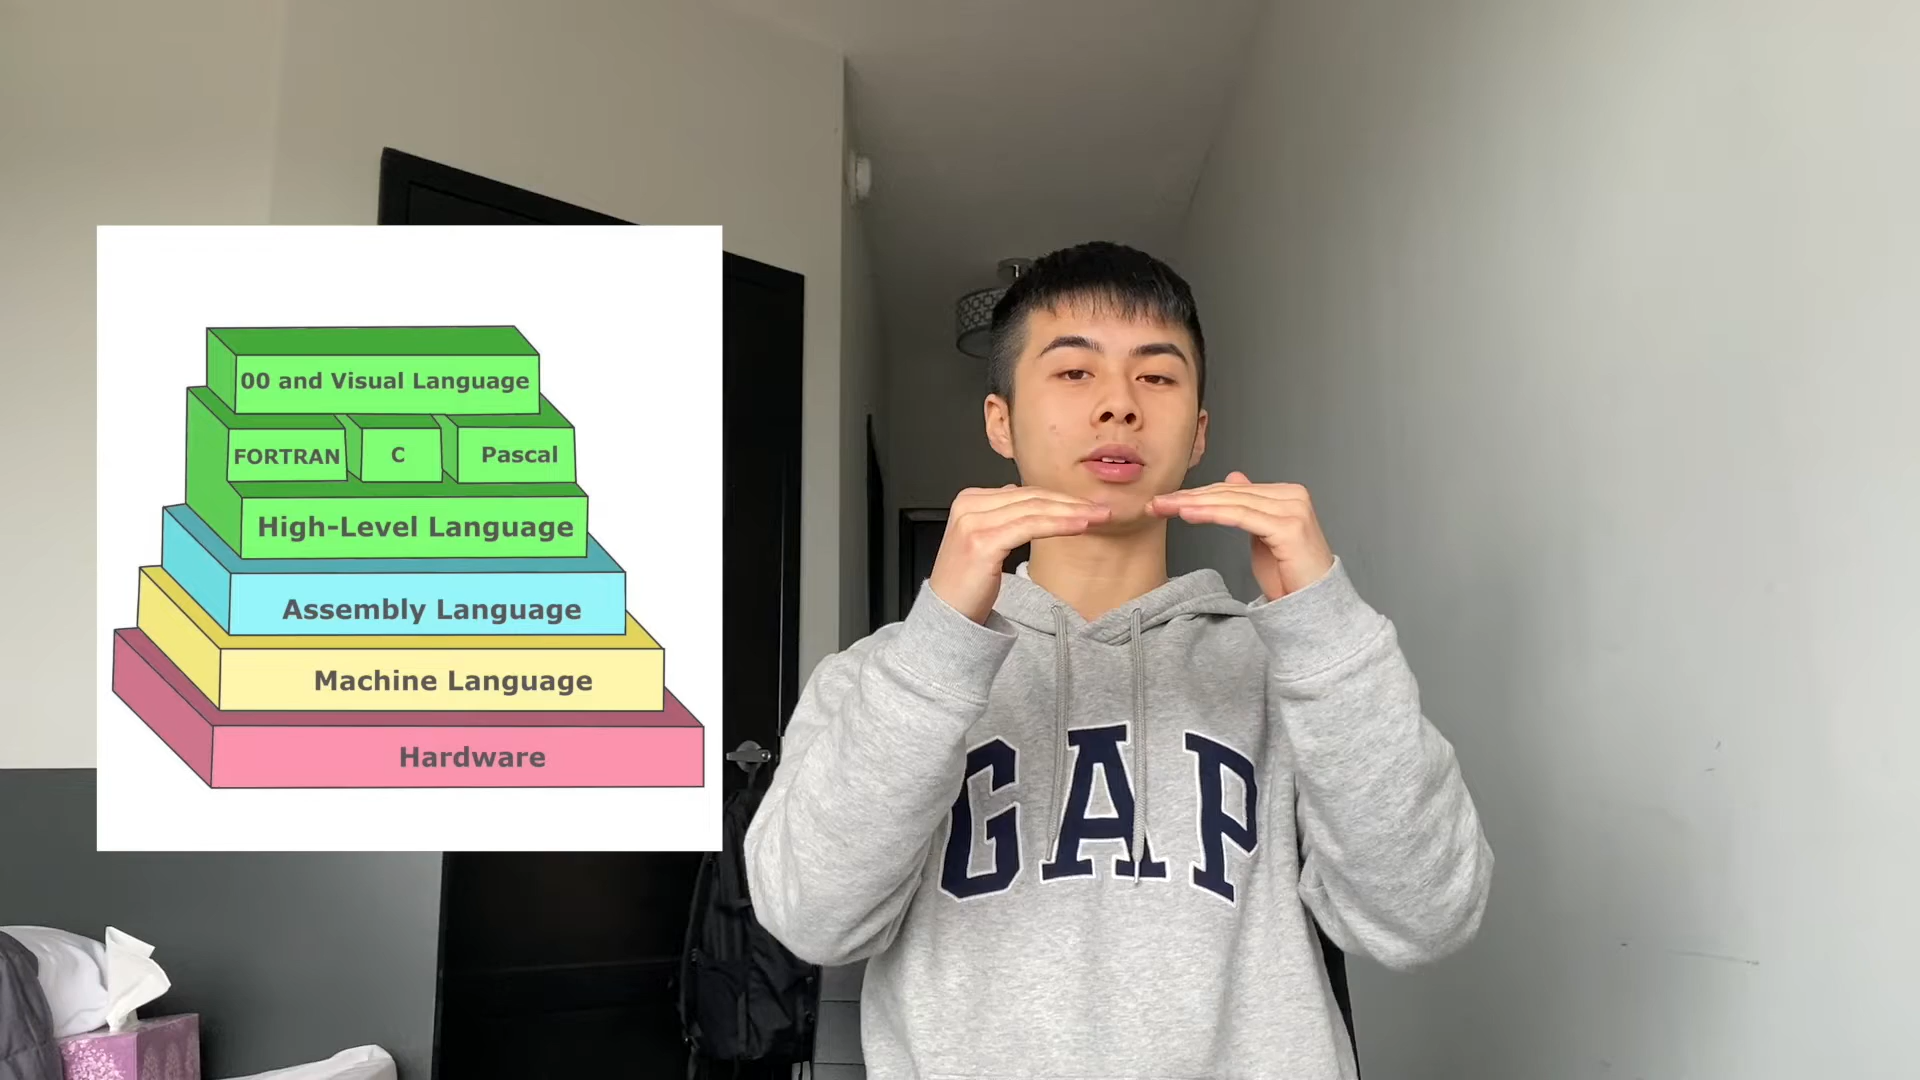 00 and Visual Language
FORTRAN C Pascal
High-Level Language
Assembly Language
Machine Language
Hardware
GAP